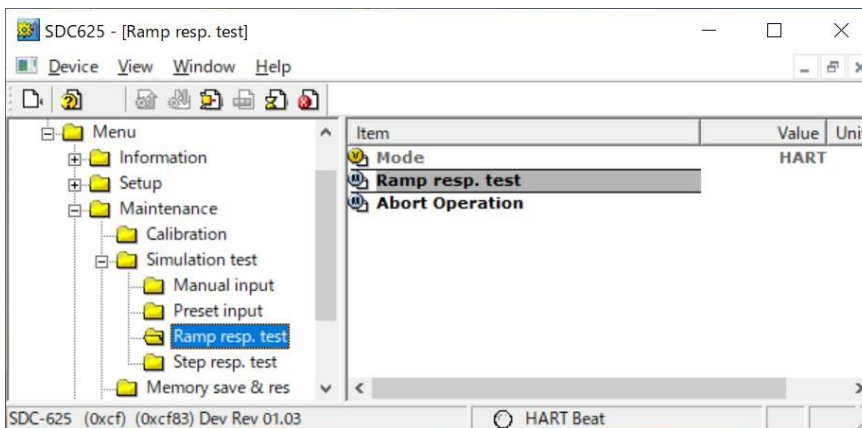 SDC625 - [Ramp resp. test]
Device View Window Help
Menu
Information
Setup
Maintenance
Calibration
Simulation test
Manual input
Preset input
Ramp resp. test
Step resp. test
Memory save & res
Item Value Uni
Mode HART
Ramp resp. test
Abort Operation
SDC-625 (0xcf) (0xcf83) Dev Rev 01.03 HART Beat